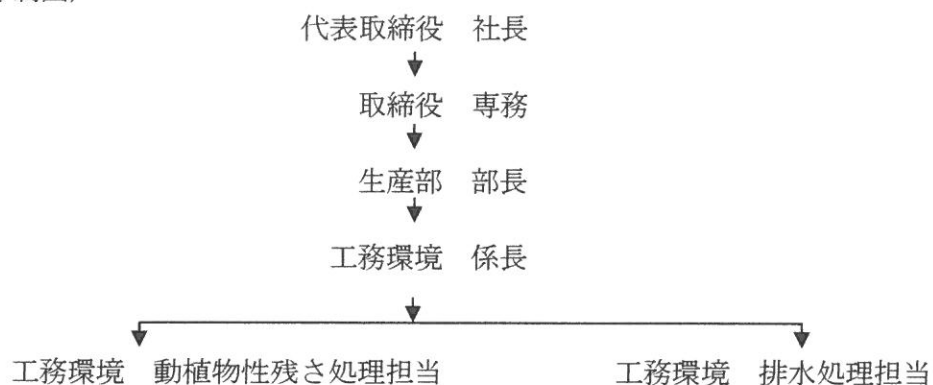 代表取締役 社長
取締役 専務
生産部 部長
工務環境 係長
工務環境 動植物性残さ処理担当 工務環境 排水処理担当